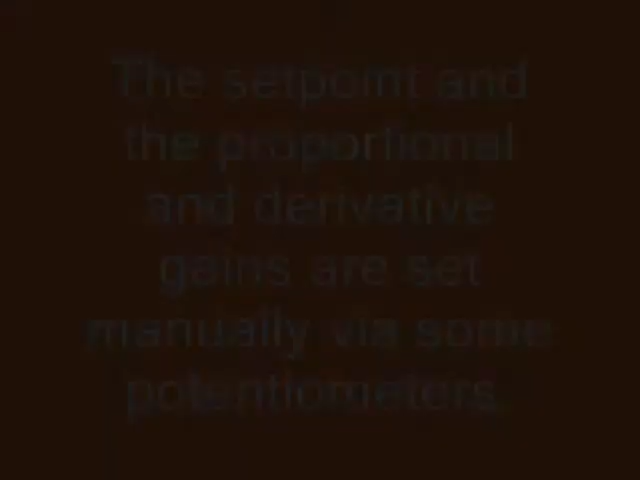 The setpoint and
the proportional
and derivative
gains are set
manually via some
potentiometers.